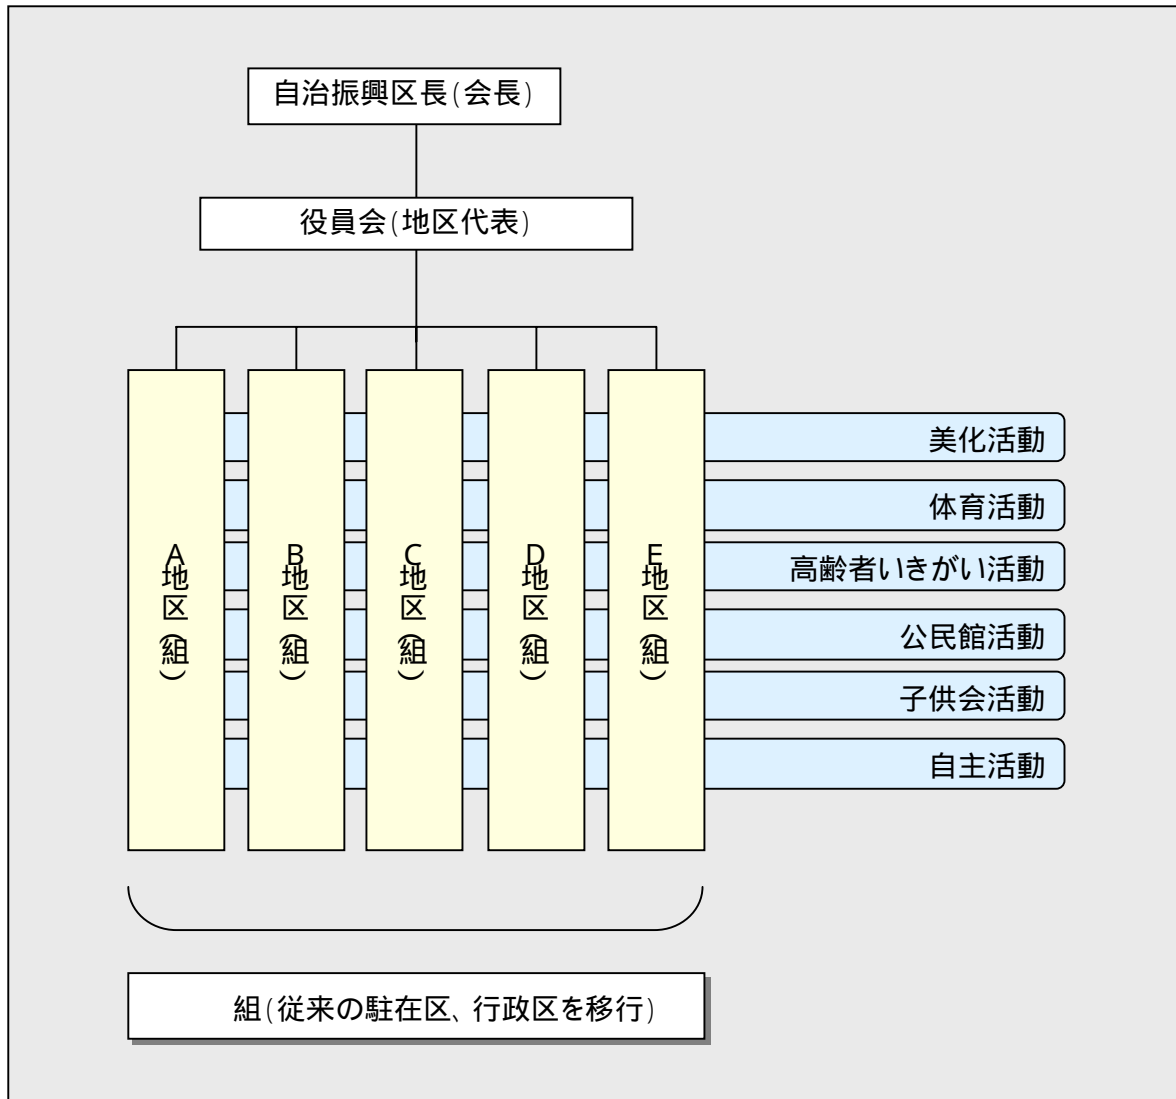 自治振興区長(会長)
役員会(地区代表)
A地区(組)
B地区(組)
C地区(組)
D地区(組)
E地区(組)
美化活動
体育活動
高齢者いきがい活動
公民館活動
子供会活動
自主活動
組(従来の駐在区、行政区を移行)